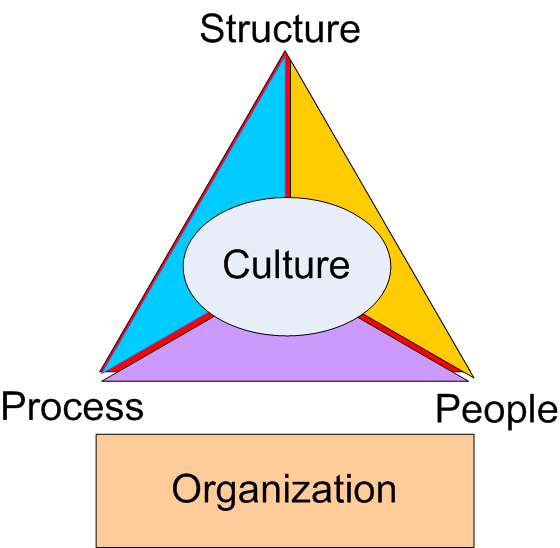 Structure
Culture
Process
People
Organization